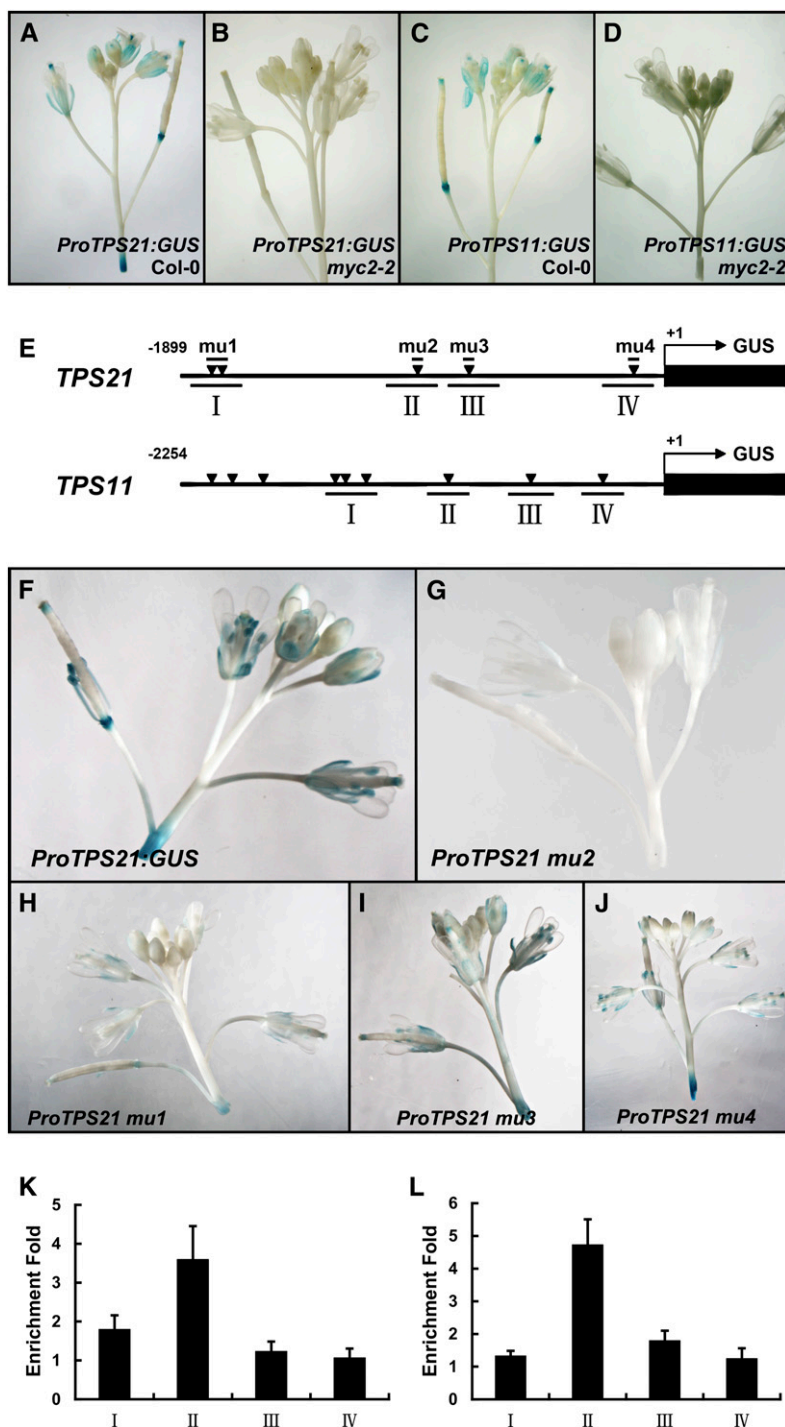 A
B
C
D
ProTPS21:GUS
Col-0
ProTPS21:GUS
myc2-2
ProTPS11:GUS
Col-0
ProTPS11:GUS
myc2-2
E
-1899
mu1
mu2
mu3
mu4
+1
GUS
TPS21
I
II
III
IV
-2254
+1
GUS
TPS11
I
II
III
IV
F
G
ProTPS21:GUS
ProTPS21 mu2
H
I
J
ProTPS21 mu1
ProTPS21 mu3
ProTPS21 mu4
K
Enrichment Fold
5
4
3
2
1
0
I
II
III
IV
L
Enrichment Fold
6
5
4
3
2
1
0
I
II
III
IV